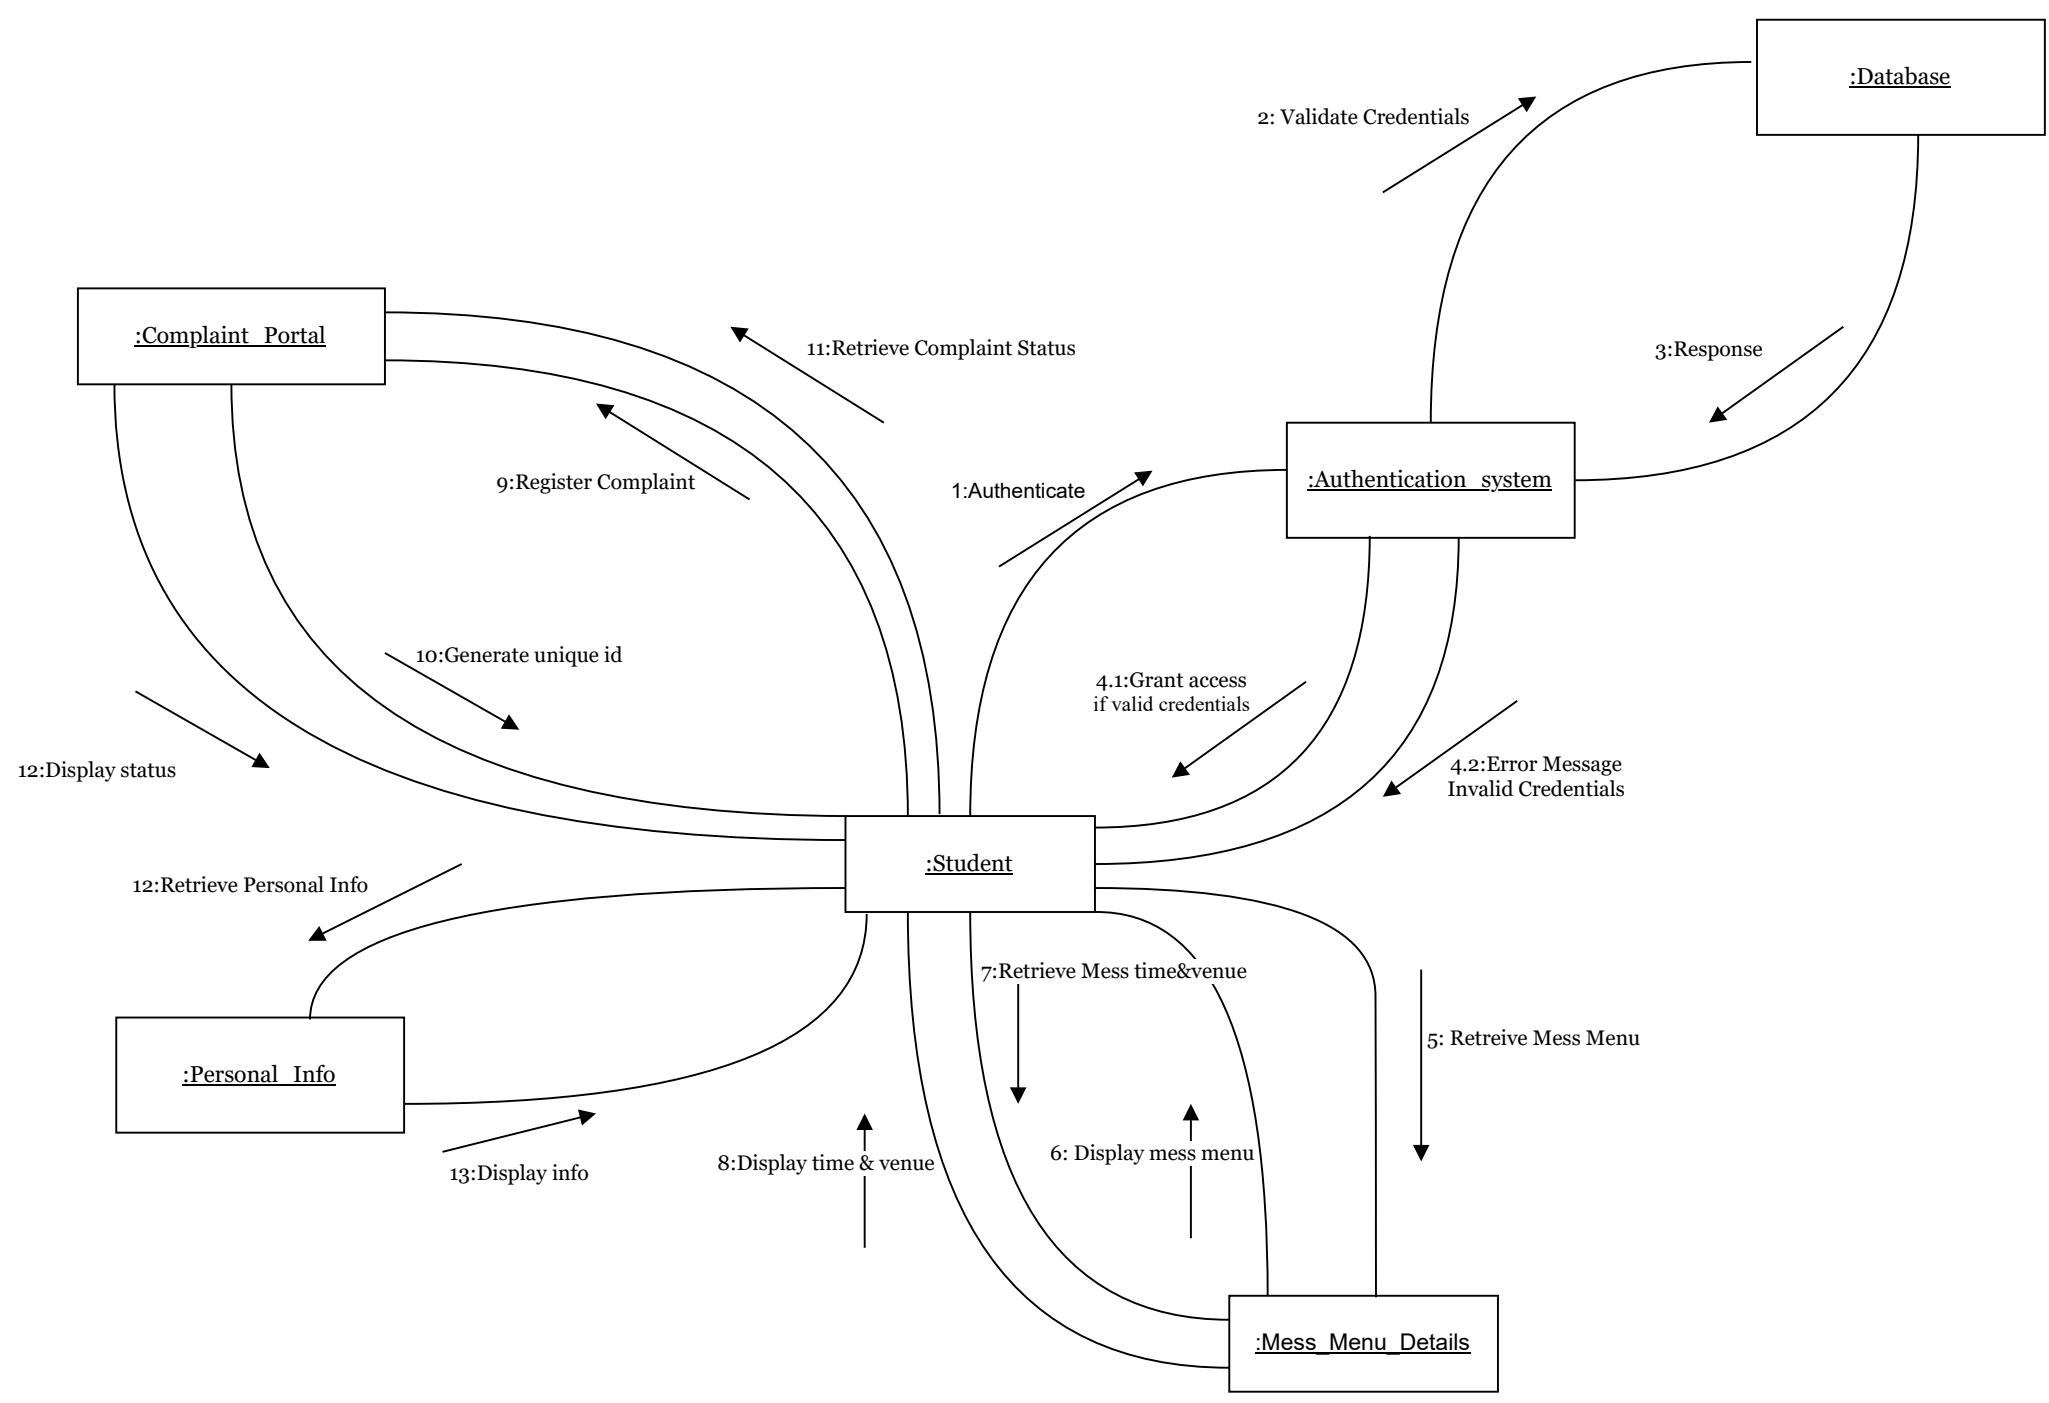 :Database
2: Validate Credentials
:Complaint_Portal
11:Retrieve Complaint Status
3:Response
9:Register Complaint
1:Authenticate
:Authentication_system
10:Generate unique id
4.1:Grant access
if valid credentials
12:Display status
4.2:Error Message
Invalid Credentials
:Student
12:Retrieve Personal Info
7:Retrieve Mess time&venue
5: Retreive Mess Menu
:Personal_Info
8:Display time & venue
6: Display mess menu
13:Display info
:Mess_Menu_Details